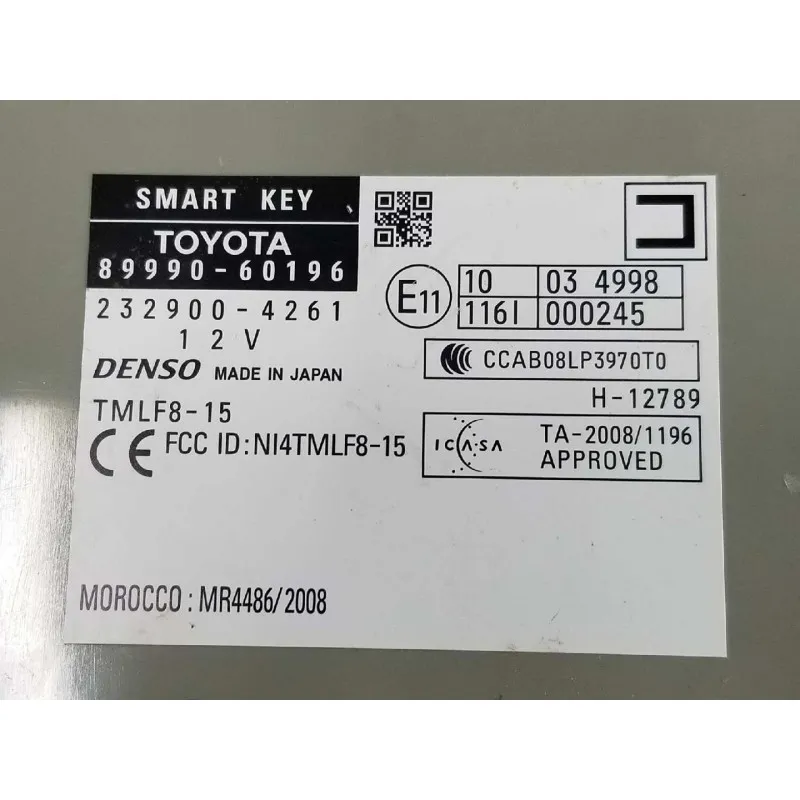 SMART KEY
TOYOTA
89990-60196
232900-4261
12V
DENSO MADE IN JAPAN
TMLF8-15
CE FCC ID:NI4TMLF8-15
E11
10 03 4998
116I 000245
CCC CCAB08LP3970T0
H-12789
ICASA TA-2008/1196
APPROVED
MOROCCO:MR4486/2008